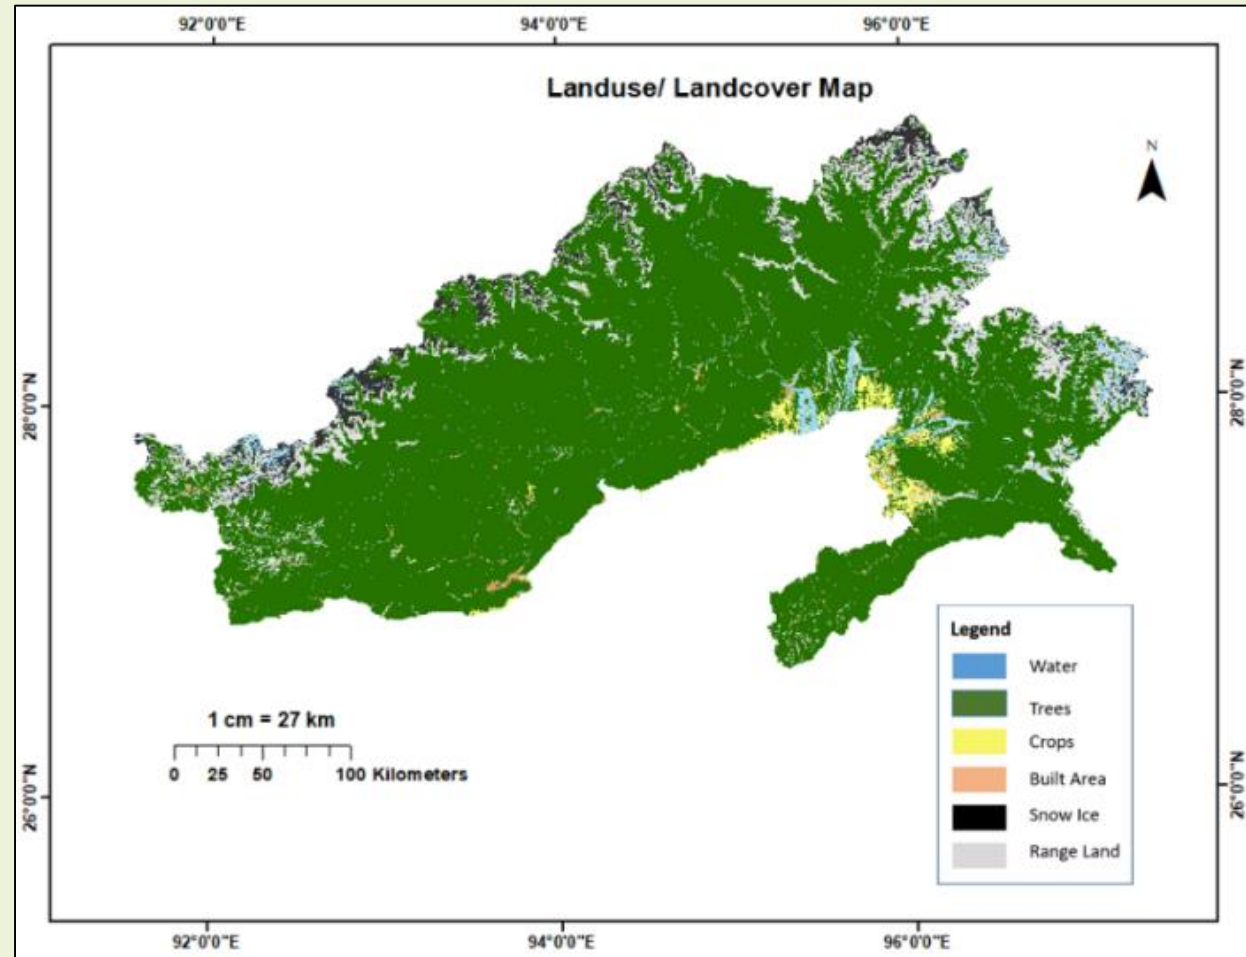 92°0'0"E 94°0'0"E 96°0'0"E
Landuse/ Landcover Map
N
28°0'0"N 28°0'0"N
Legend
Water
Trees
Crops
Built Area
Snow Ice
Range Land
1 cm = 27 km
0 25 50 100 Kilometers
26°0'0"N 26°0'0"N
92°0'0"E 94°0'0"E 96°0'0"E